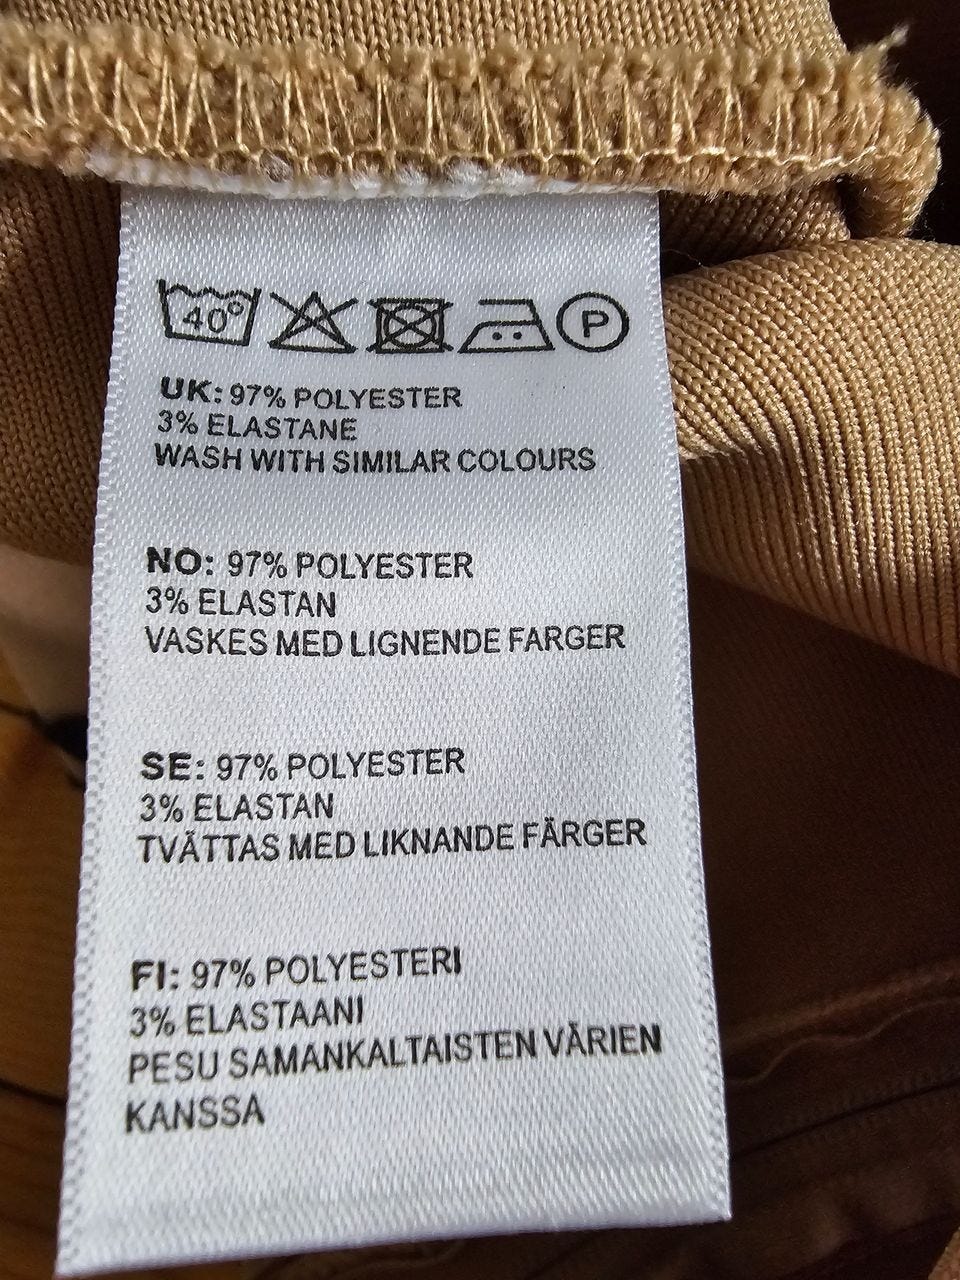 40° P
UK: 97% POLYESTER
3% ELASTANE
WASH WITH SIMILAR COLOURS
NO: 97% POLYESTER
3% ELASTAN
VASKES MED LIGNENDE FARGER
SE: 97% POLYESTER
3% ELASTAN
TVÄTTAS MED LIKNANDE FÄRGER
FI: 97% POLYESTERI
3% ELASTAANI
PESU SAMANKALTAISTEN VÄRIEN
KANSSA